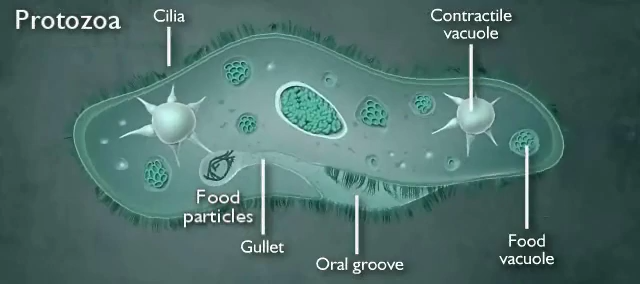 Protozoa
Cilia
Contractile
vacuole
Food
particles
Gullet
Oral groove
Food
vacuole